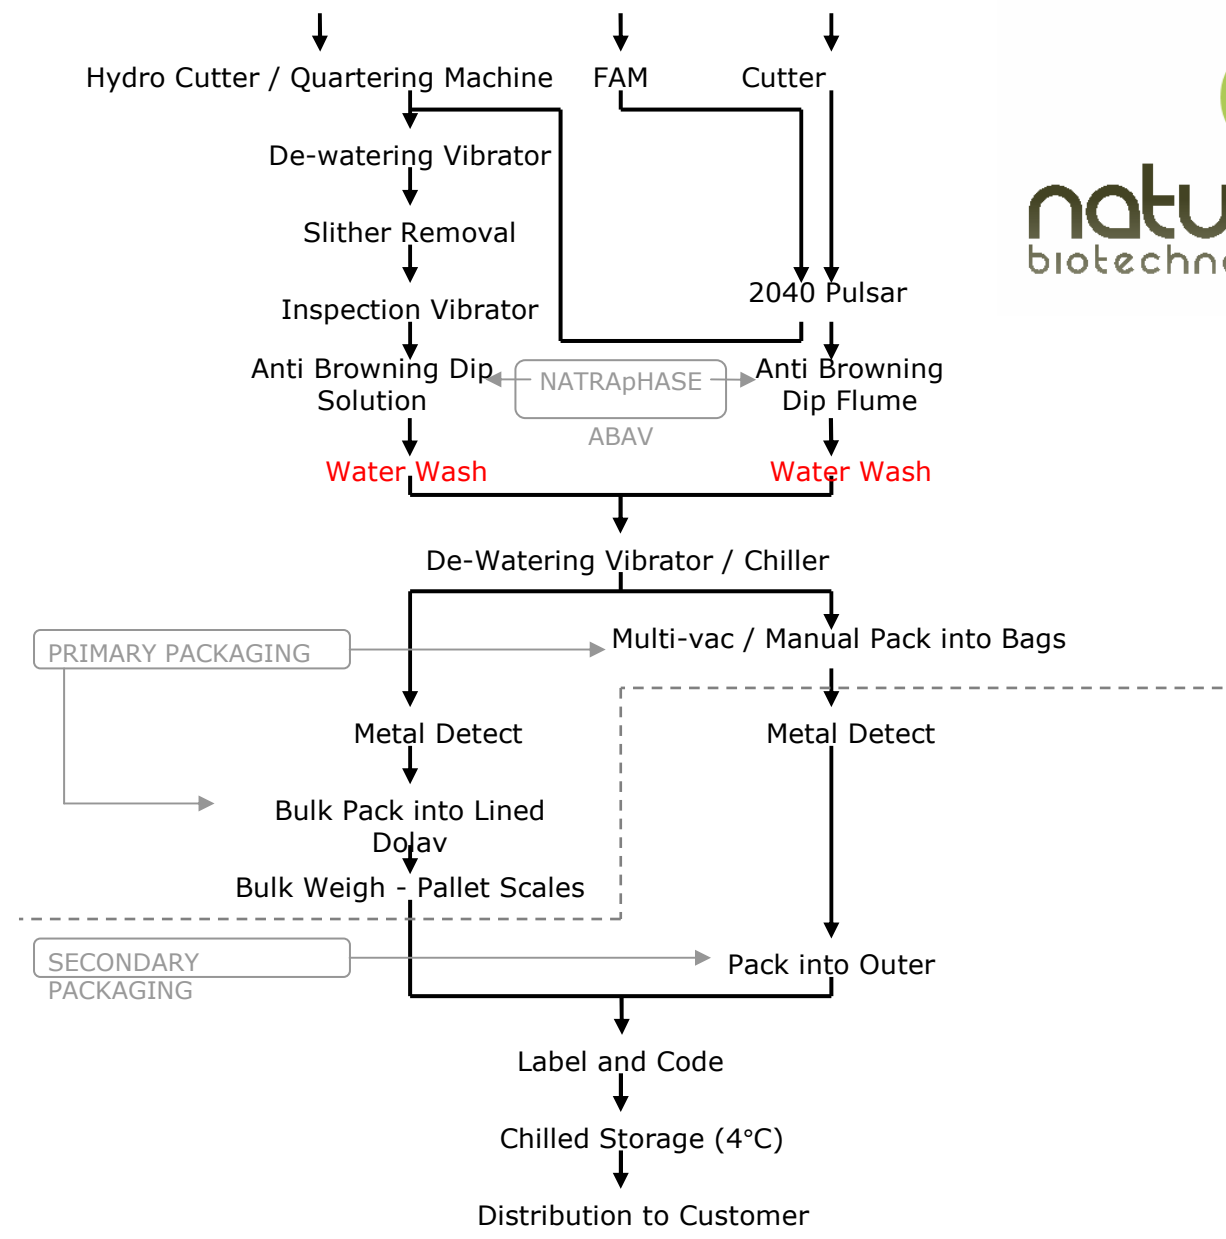 Hydro Cutter / Quartering Machine
FAM
Cutter
De-watering Vibrator
natu
biotechn
Slither Removal
2040 Pulsar
Inspection Vibrator
Anti Browning Dip
Solution
NATRApHASE
ABAV
Anti Browning
Dip Flume
Water Wash
Water Wash
De-Watering Vibrator / Chiller
PRIMARY PACKAGING
Multi-vac / Manual Pack into Bags
Metal Detect
Metal Detect
Bulk Pack into Lined
Dolav
Bulk Weigh - Pallet Scales
SECONDARY
PACKAGING
Pack into Outer
Label and Code
Chilled Storage (4°C)
Distribution to Customer